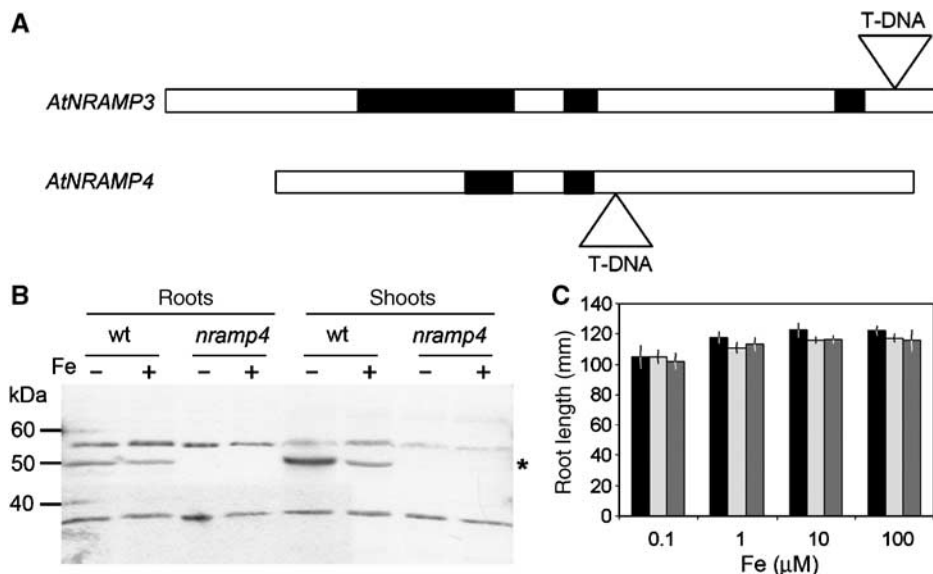 A
T-DNA
AtNRAMP3
AtNRAMP4
T-DNA
B
Roots Shoots
wt nramp4 wt nramp4
Fe − + − + − + − +
kDa
60
50 *
40
C
Root length (mm)
140
120
100
80
60
40
20
0
0.1 1 10 100
Fe (µM)